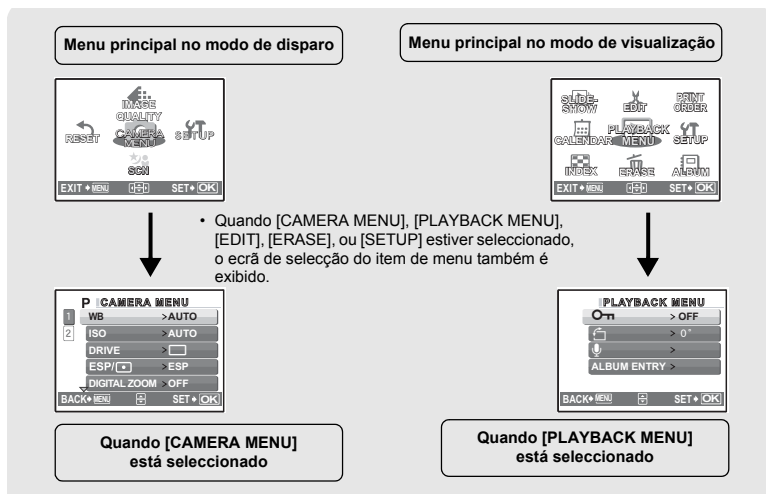 Menu principal no modo de disparo
IMAGE
QUALITY
RESET
CAMERA
MENU
SETUP
SCN
EXIT MENU SET OK
Menu principal no modo de visualização
SLIDE-
SHOW
EDIT
PRINT
ORDER
CALENDAR
PLAYBACK
MENU
SETUP
INDEX
ERASE
ALBUM
EXIT MENU SET OK
• Quando [CAMERA MENU], [PLAYBACK MENU],
[EDIT], [ERASE], ou [SETUP] estiver seleccionado,
o ecrã de selecção do item de menu também é
exibido.
P CAMERA MENU
1 WB >AUTO
2 ISO >AUTO
DRIVE >
ESP/ >ESP
DIGITAL ZOOM >OFF
BACK MENU SET OK
Quando [CAMERA MENU]
está seleccionado
PLAYBACK MENU
> OFF
> 0°
>
ALBUM ENTRY >
BACK MENU SET OK
Quando [PLAYBACK MENU]
está seleccionado